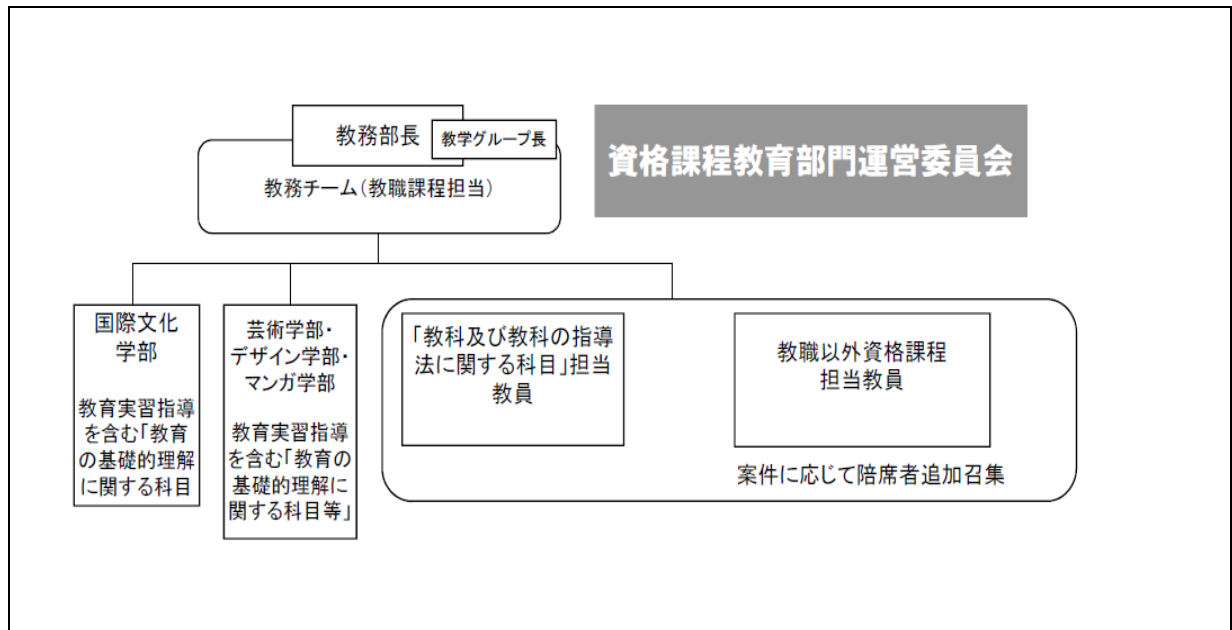 教務部長
教学グループ長
教務チーム(教職課程担当)
資格課程教育部門運営委員会
国際文化
学部
教育実習指導
を含む「教育
の基礎的理解
に関する科目
芸術学部・
デザイン学部・
マンガ学部
教育実習指導
を含む「教育の
基礎的理解に
関する科目等」
「教科及び教科の指導
法に関する科目」担当
教員
教職以外資格課程
担当教員
案件に応じて陪席者追加召集